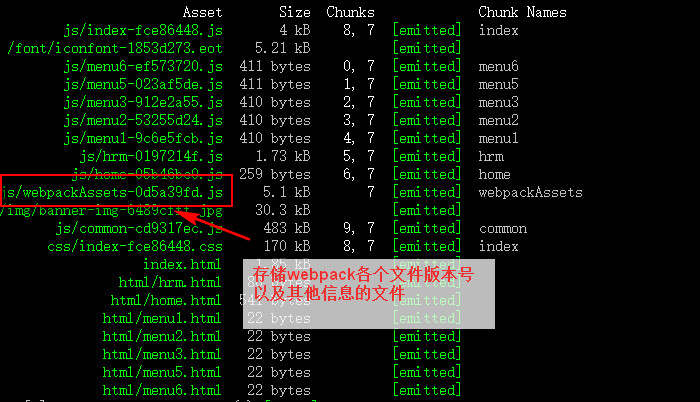 Asset Size Chunks Chunk Names
js/index-fce86448.js 4 kB 8, 7 [emitted] index
/font/iconfont-1853d273.eot 5.21 kB [emitted]
js/menu6-ef573720.js 411 bytes 0, 7 [emitted] menu6
js/menu5-023af5de.js 411 bytes 1, 7 [emitted] menu5
js/menu3-912e2a55.js 410 bytes 2, 7 [emitted] menu3
js/menu2-53255d24.js 410 bytes 3, 7 [emitted] menu2
js/menu1-9c6e5fcb.js 410 bytes 4, 7 [emitted] menu1
js/hrm-0197214f.js 1.73 kB 5, 7 [emitted] hrm
js/home-05b46bc0.js 259 bytes 6, 7 [emitted] home
js/webpackAssets-0d5a39fd.js 5.1 kB 7 [emitted] webpackAssets
/img/banner-img-6489cf.jpg 30.3 kB [emitted]
js/common-cd9317ec.js 483 kB 9, 7 [emitted] common
css/index-fce86448.css 170 kB 8, 7 [emitted] index
index.html 1.85 kB [emitted]
存储webpack各个文件版本号
以及其他信息的文件
html/hrm.html bytes [emitted]
html/home.html bytes [emitted]
html/menu1.html 22 bytes [emitted]
html/menu2.html 22 bytes [emitted]
html/menu3.html 22 bytes [emitted]
html/menu5.html 22 bytes [emitted]
html/menu6.html 22 bytes [emitted]